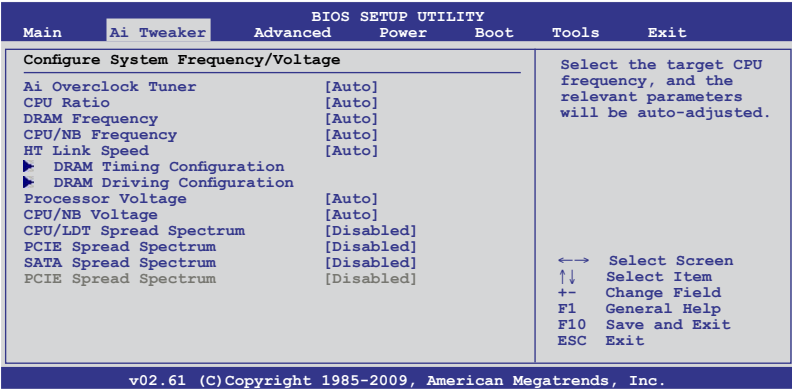 BIOS SETUP UTILITY
Main Ai Tweaker Advanced Power Boot Tools Exit
Configure System Frequency/Voltage
Ai Overclock Tuner [Auto]
CPU Ratio [Auto]
DRAM Frequency [Auto]
CPU/NB Frequency [Auto]
HT Link Speed [Auto]
DRAM Timing Configuration
DRAM Driving Configuration
Processor Voltage [Auto]
CPU/NB Voltage [Auto]
CPU/LDT Spread Spectrum [Disabled]
PCIE Spread Spectrum [Disabled]
SATA Spread Spectrum [Disabled]
PCIE Spread Spectrum [Disabled]
Select the target CPU
frequency, and the
relevant parameters
will be auto-adjusted.
←→ Select Screen
↑↓ Select Item
+- Change Field
F1 General Help
F10 Save and Exit
ESC Exit
v02.61 (C)Copyright 1985-2009, American Megatrends, Inc.